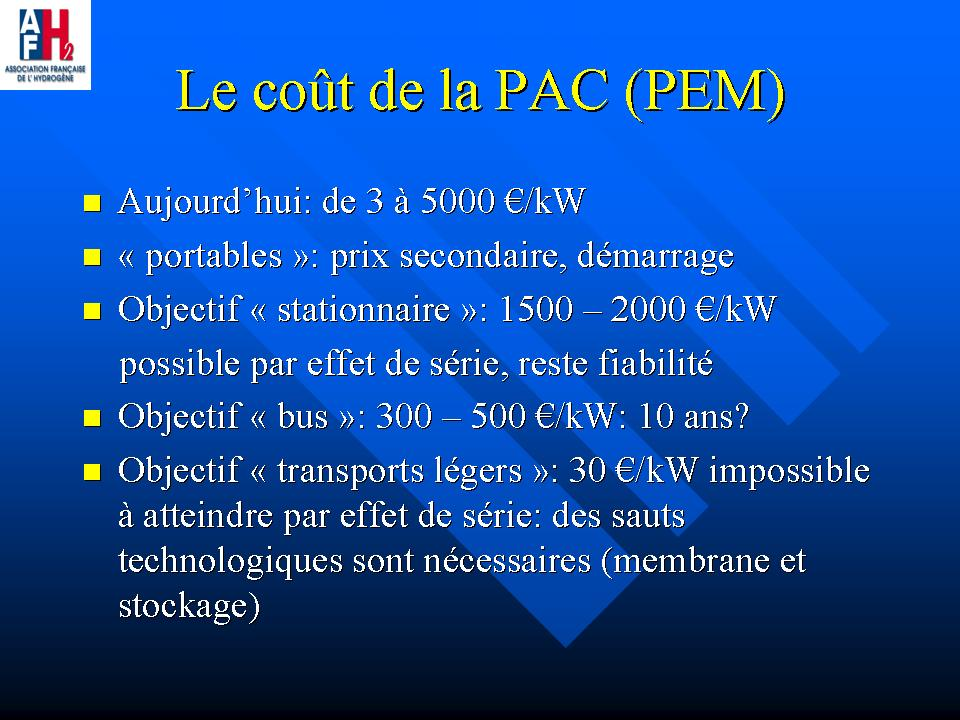 AFH2
ASSOCIATION FRANÇAISE
DE L'HYDROGÈNE
Le coût de la PAC (PEM)
Aujourd’hui: de 3 à 5000 €/kW
« portables »: prix secondaire, démarrage
Objectif « stationnaire »: 1500 – 2000 €/kW
possible par effet de série, reste fiabilité
Objectif « bus »: 300 – 500 €/kW: 10 ans?
Objectif « transports légers »: 30 €/kW impossible
à atteindre par effet de série: des sauts
technologiques sont nécessaires (membrane et
stockage)